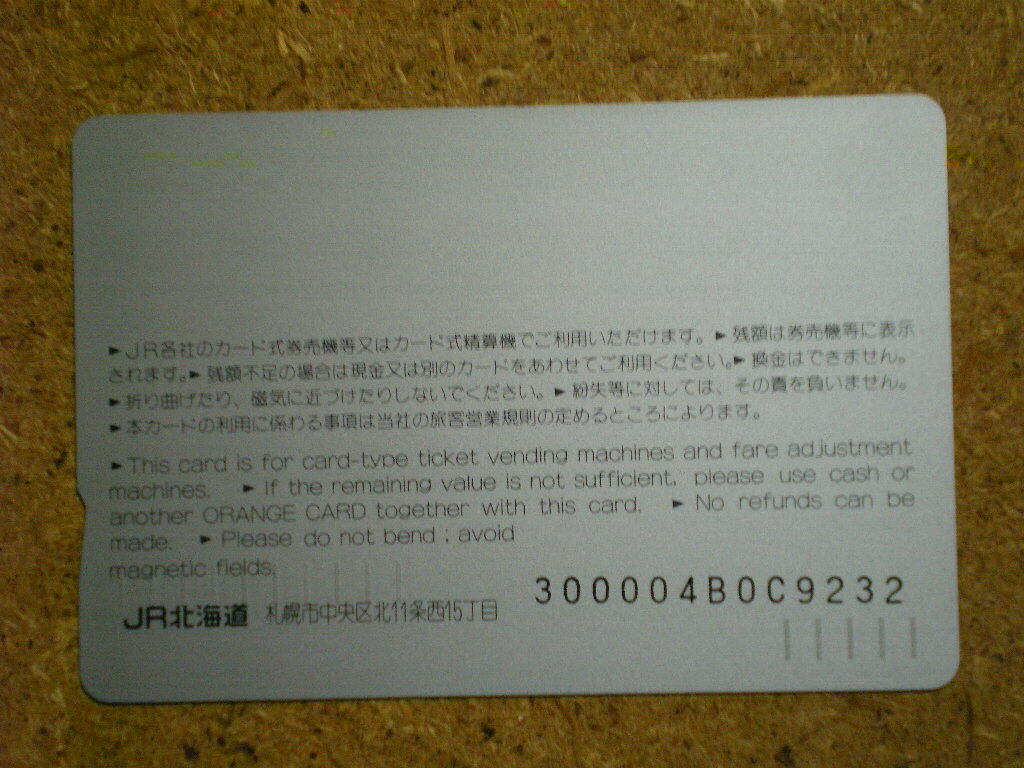 ►JR各社のカード式券売機等又はカード式精算機でご利用いただけます。►残額は券売機等に表示
されます。►残額不足の場合は現金又は別のカードをあわせてご利用ください。►換金はできません。
►折り曲げたり、磁気に近づけたりしないでください。►紛失等に対しては、その責を負いません。
►本カードの利用に係わる事項は当社の旅客営業規則の定めるところによります。
►This card is for card-type ticket vending machines and fare adjustment
machines. ►If the remaining value is not sufficient, please use cash or
another ORANGE CARD together with this card. ►No refunds can be
made. ►Please do not bend ; avoid
magnetic fields.
300004B0C9232
JR北海道 札幌市中央区北11条西15丁目